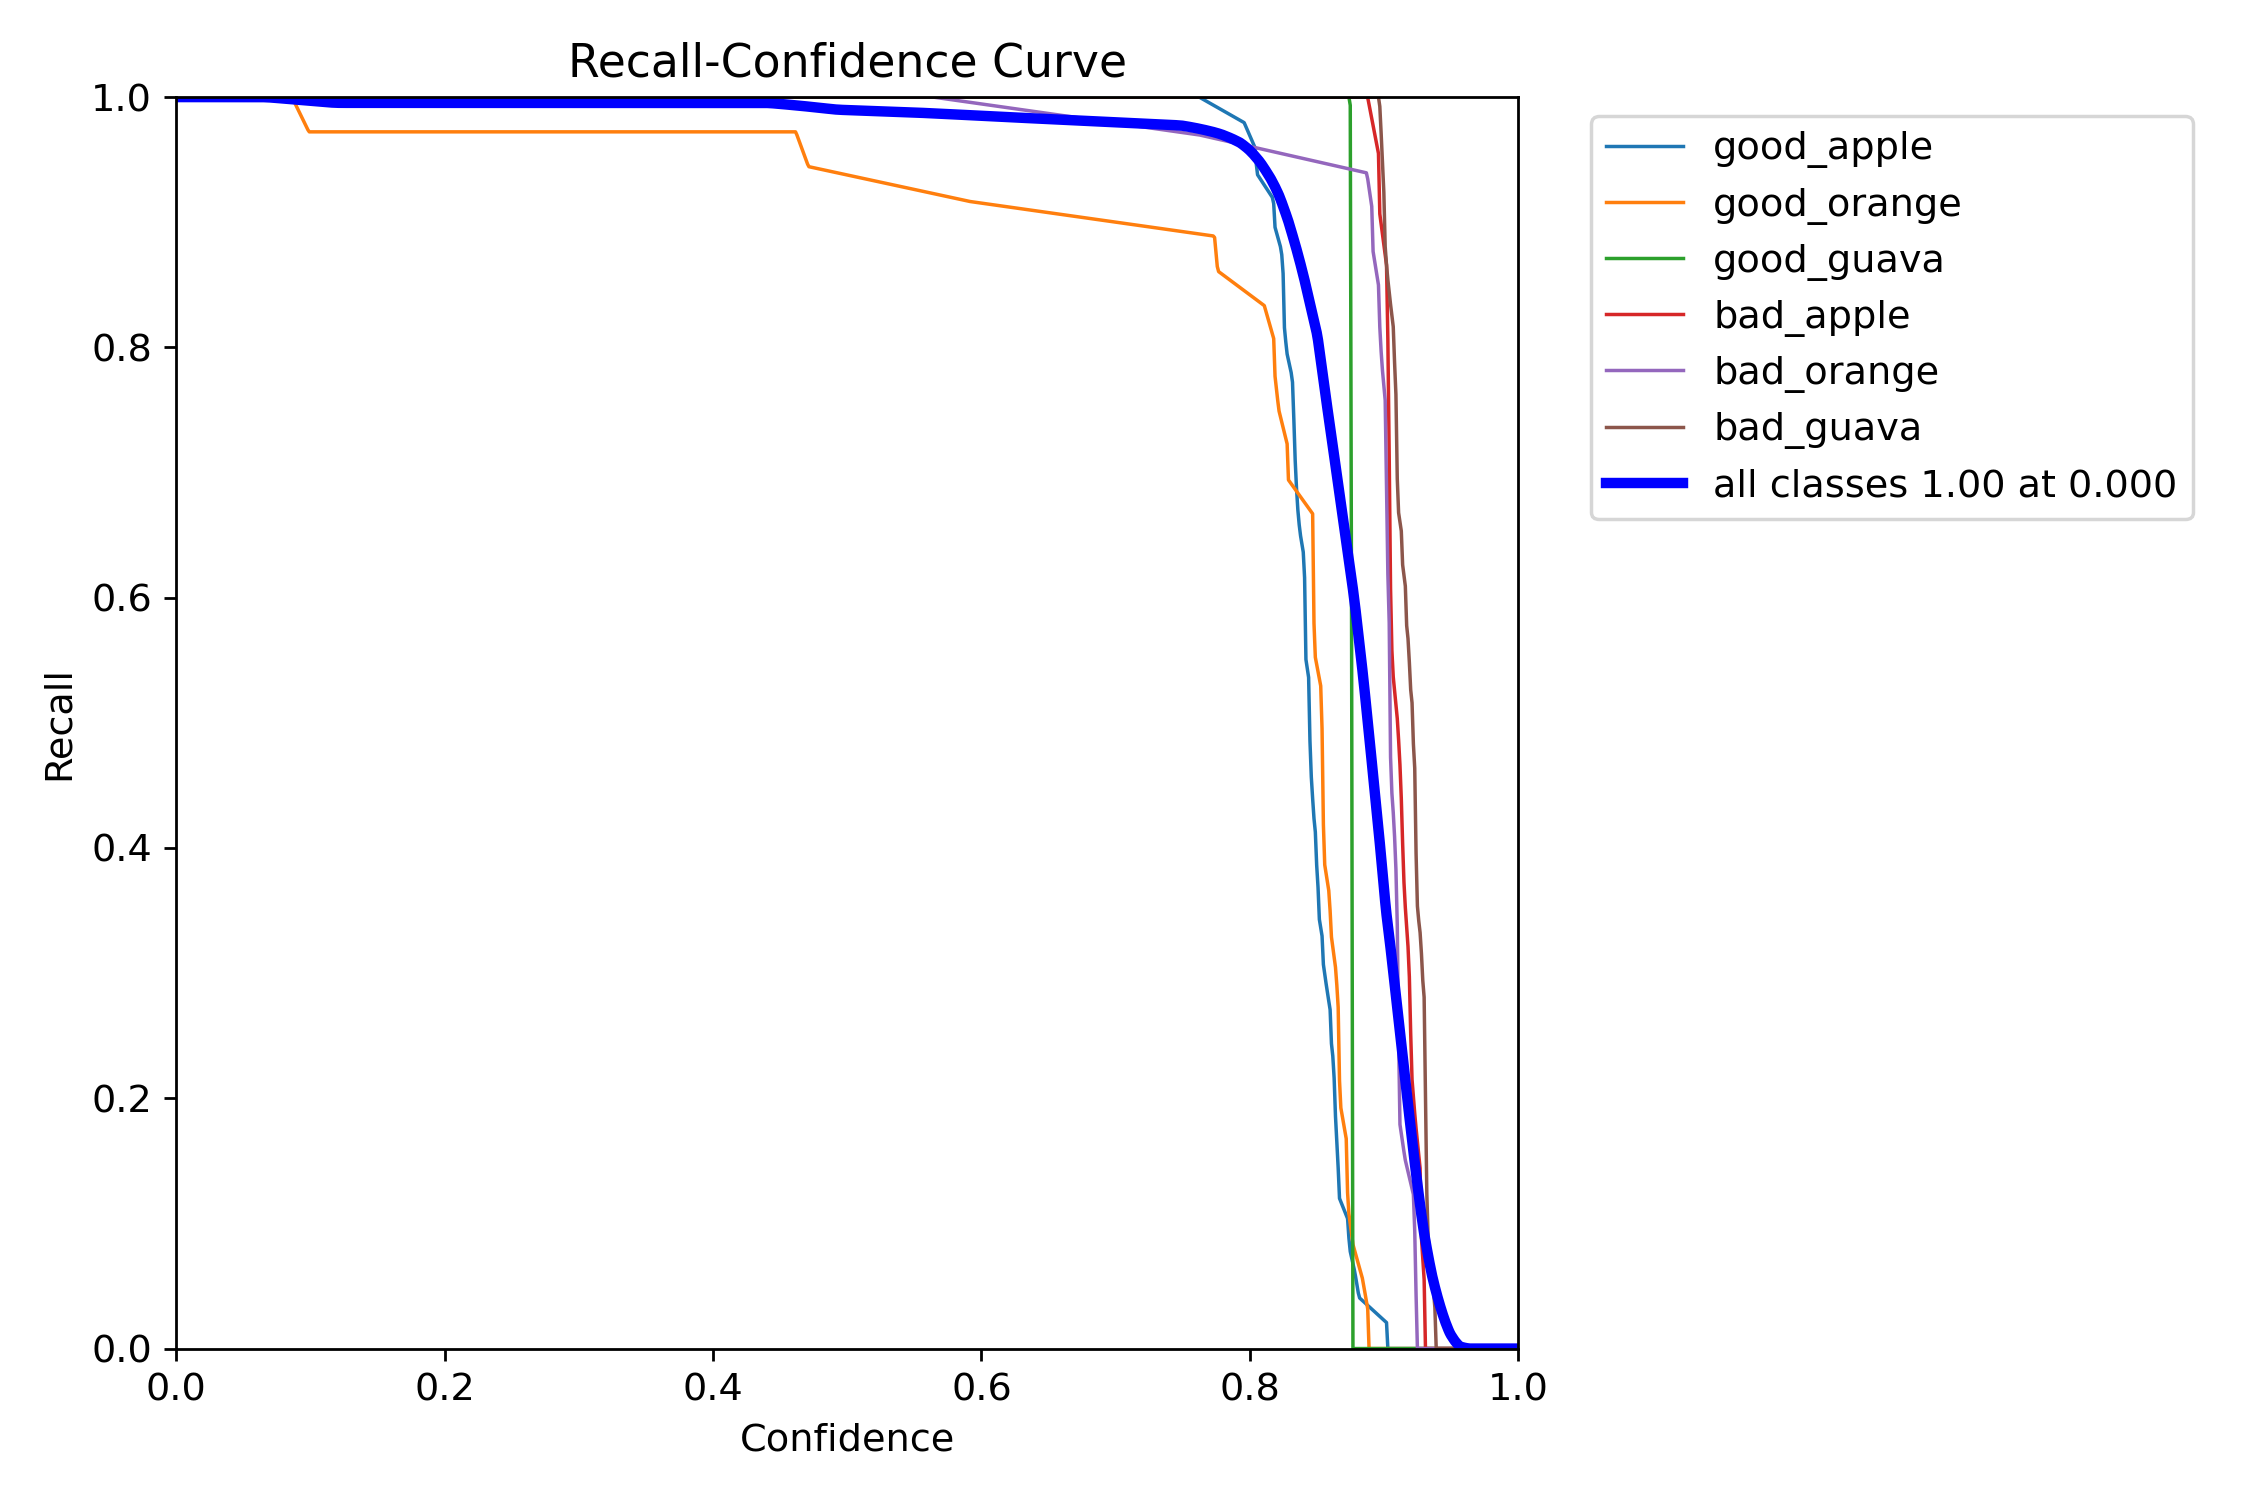 Recall-Confidence Curve
1.0
0.8
0.6
0.4
0.2
0.0
Recall
0.0 0.2 0.4 0.6 0.8 1.0
Confidence
good_apple
good_orange
good_guava
bad_apple
bad_orange
bad_guava
all classes 1.00 at 0.000